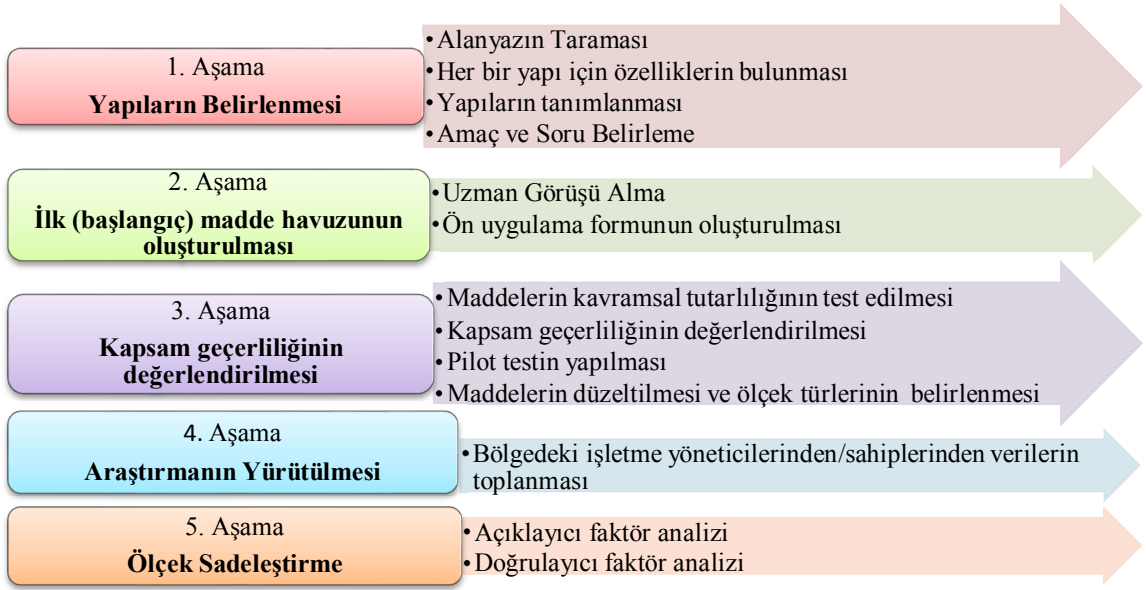 1. Aşama
Yapıların Belirlenmesi
•Alanyazın Taraması
•Her bir yapı için özelliklerin bulunması
•Yapıların tanımlanması
•Amaç ve Soru Belirleme
2. Aşama
İlk (başlangıç) madde havuzunun
oluşturulması
•Uzman Görüşü Alma
•Ön uygulama formunun oluşturulması
3. Aşama
Kapsam geçerliliğinin
değerlendirilmesi
•Maddelerin kavramsal tutarlılığının test edilmesi
•Kapsam geçerliliğinin değerlendirilmesi
•Pilot testin yapılması
•Maddelerin düzeltilmesi ve ölçek türlerinin belirlenmesi
4. Aşama
Araştırmanın Yürütülmesi
•Bölgedeki işletme yöneticilerinden/sahiplerinden verilerin
toplanması
5. Aşama
Ölçek Sadeleştirme
•Açıklayıcı faktör analizi
•Doğrulayıcı faktör analizi